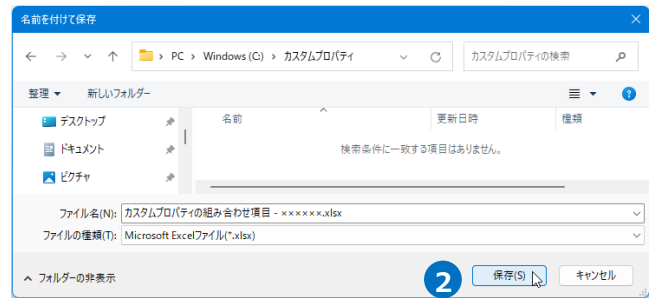 名前を付けて保存
PC > Windows (C:) > カスタムプロパティ
カスタムプロパティの検索
整理 新しいフォルダー
デスクトップ
ドキュメント
ピクチャ
名前 更新日時 種類
検索条件に一致する項目はありません。
ファイル名(N): カスタムプロパティの組み合わせ項目 - ××××××.xlsx
ファイルの種類(T): Microsoft Excelファイル(*.xlsx)
フォルダーの非表示
2
保存(S) キャンセル